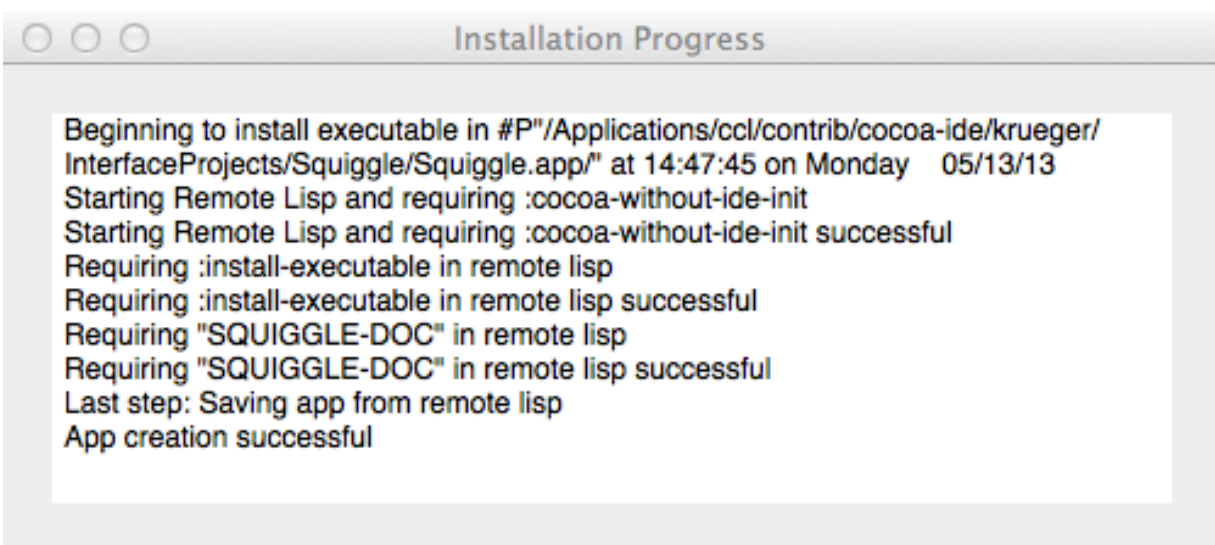 Installation Progress
Beginning to install executable in #P"/Applications/ccl/contrib/cocoa-ide/krueger/
InterfaceProjects/Squiggle/Squiggle.app/" at 14:47:45 on Monday    05/13/13
Starting Remote Lisp and requiring :cocoa-without-ide-init
Starting Remote Lisp and requiring :cocoa-without-ide-init successful
Requiring :install-executable in remote lisp
Requiring :install-executable in remote lisp successful
Requiring "SQUIGGLE-DOC" in remote lisp
Requiring "SQUIGGLE-DOC" in remote lisp successful
Last step: Saving app from remote lisp
App creation successful